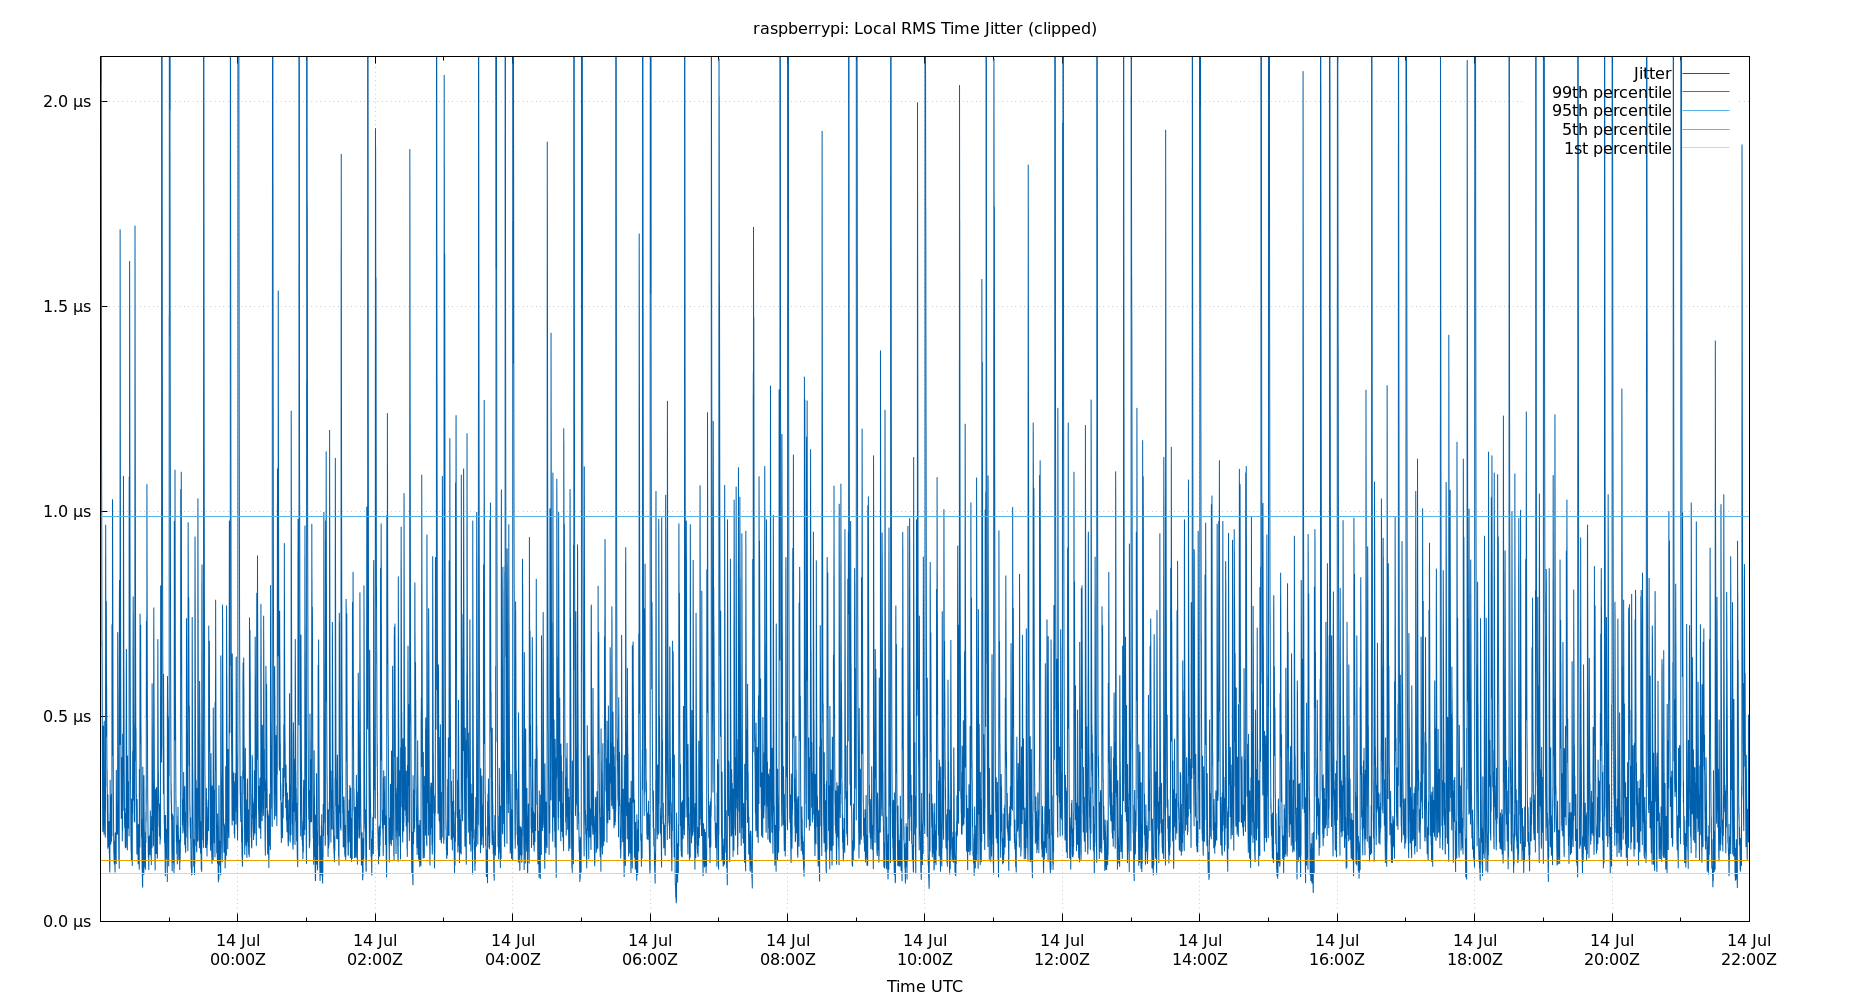 raspberrypi: Local RMS Time Jitter (clipped)
Jitter
99th percentile
95th percentile
5th percentile
1st percentile
2.0 µs
1.5 µs
1.0 µs
0.5 µs
0.0 µs
14 Jul 14 Jul 14 Jul 14 Jul 14 Jul 14 Jul 14 Jul 14 Jul 14 Jul 14 Jul 14 Jul 14 Jul
00:00Z 02:00Z 04:00Z 06:00Z 08:00Z 10:00Z 12:00Z 14:00Z 16:00Z 18:00Z 20:00Z 22:00Z
Time UTC